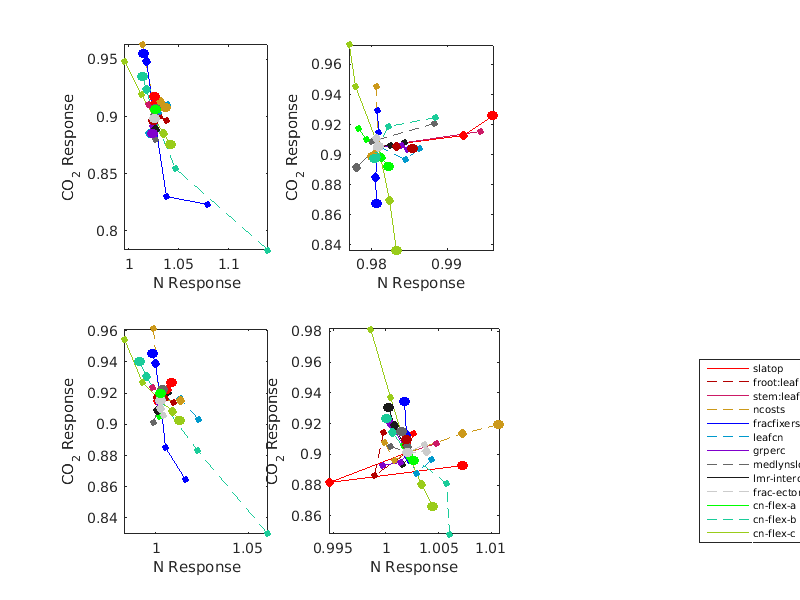 0.95
0.9
0.85
0.8
CO2 Response
1
1.05
1.1
N Response
0.96
0.94
0.92
0.9
0.88
0.86
0.84
CO2 Response
0.98
0.99
N Response
0.96
0.94
0.92
0.9
0.88
0.86
0.84
CO2 Response
1
1.05
N Response
0.98
0.96
0.94
0.92
0.9
0.88
0.86
CO2 Response
0.995
1
1.005
1.01
N Response
slatop
froot:leaf
stem:leaf
ncosts
fracfixers
leafcn
grperc
medlynslo
lmr-interc
frac-ector
cn-flex-a
cn-flex-b
cn-flex-c